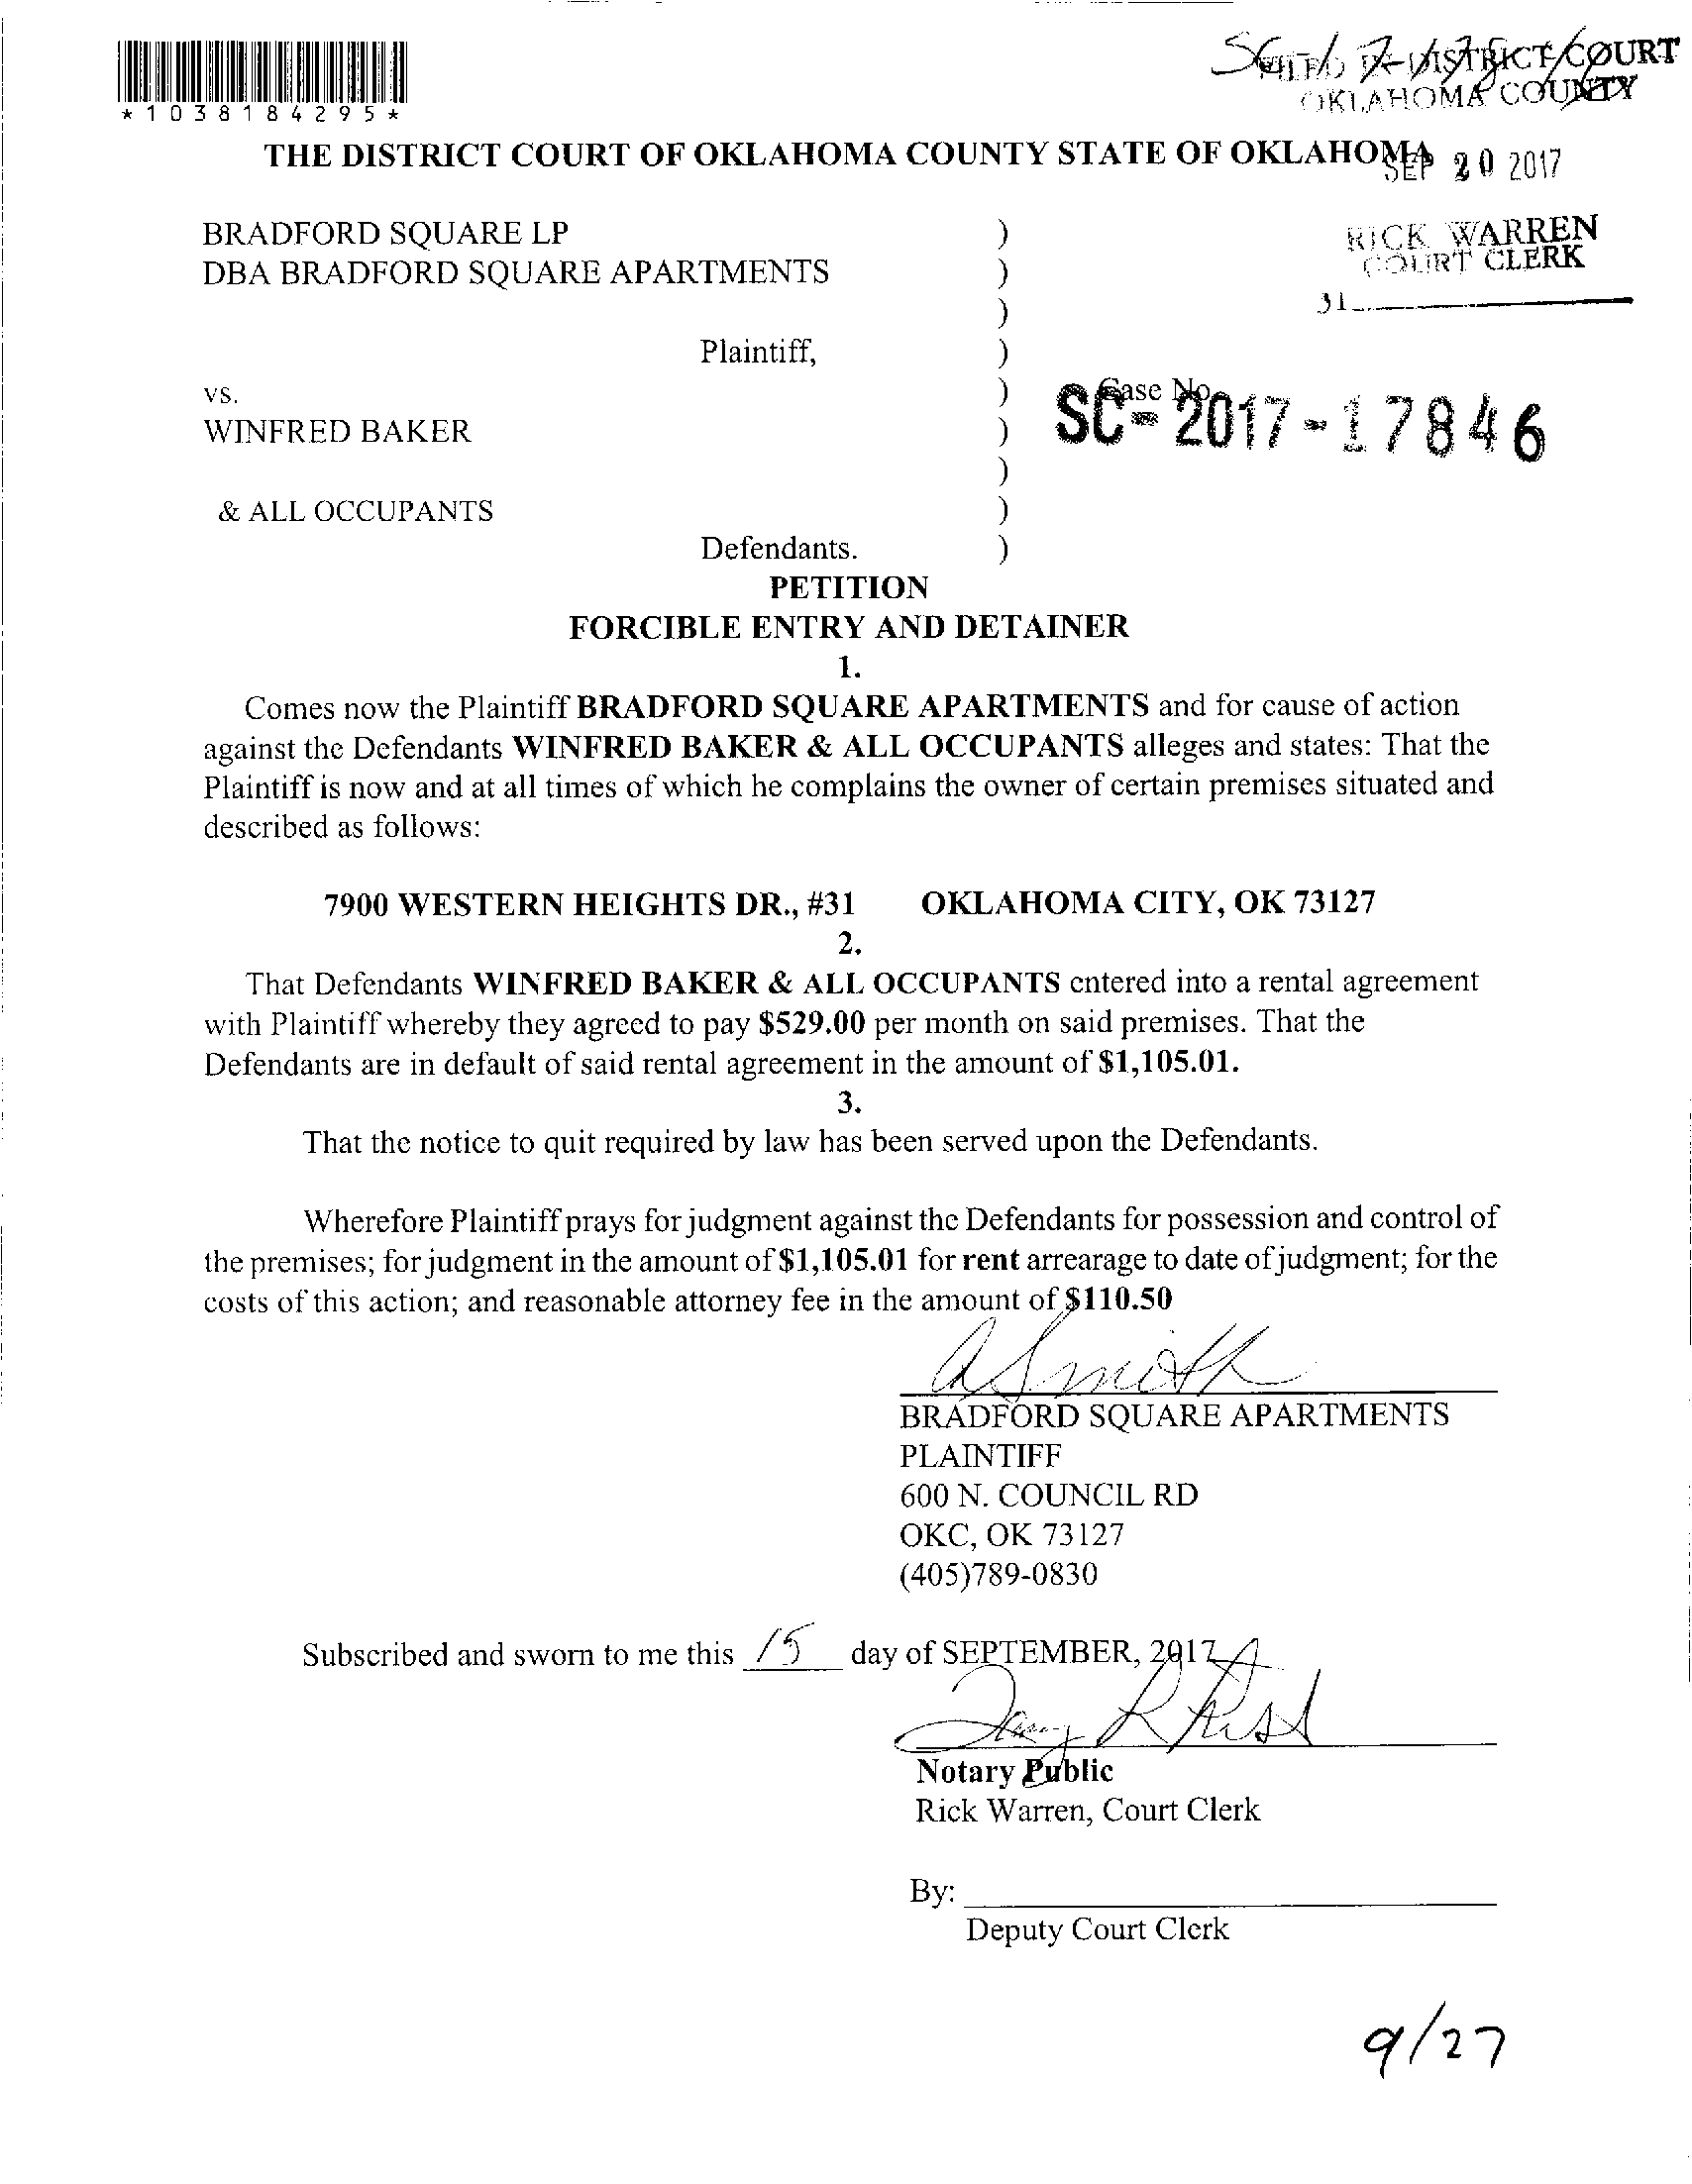 *1038184295*
FILED IN DISTRICT COURT
OKLAHOMA COUNTY
THE DISTRICT COURT OF OKLAHOMA COUNTY STATE OF OKLAHOMA
SEP 20 2017
BRADFORD SQUARE LP )
RICK WARREN
DBA BRADFORD SQUARE APARTMENTS )
COURT CLERK
)
31
Plaintiff, )
vs. )
Case No.
SC-2017-17846
WINFRED BAKER )
)
& ALL OCCUPANTS )
Defendants. )
PETITION
FORCIBLE ENTRY AND DETAINER
1.
Comes now the Plaintiff BRADFORD SQUARE APARTMENTS and for cause of action
against the Defendants WINFRED BAKER & ALL OCCUPANTS alleges and states: That the
Plaintiff is now and at all times of which he complains the owner of certain premises situated and
described as follows:
7900 WESTERN HEIGHTS DR., #31 OKLAHOMA CITY, OK 73127
2.
That Defendants WINFRED BAKER & ALL OCCUPANTS entered into a rental agreement
with Plaintiff whereby they agreed to pay $529.00 per month on said premises. That the
Defendants are in default of said rental agreement in the amount of $1,105.01.
3.
That the notice to quit required by law has been served upon the Defendants.
Wherefore Plaintiff prays for judgment against the Defendants for possession and control of
the premises; for judgment in the amount of $1,105.01 for rent arrearage to date of judgment; for the
costs of this action; and reasonable attorney fee in the amount of $110.50
a Smith
BRADFORD SQUARE APARTMENTS
PLAINTIFF
600 N. COUNCIL RD
OKC, OK 73127
(405)789-0830
Subscribed and sworn to me this 15 day of SEPTEMBER, 2017
Notary Public
Rick Warren, Court Clerk
By:
Deputy Court Clerk
9/27